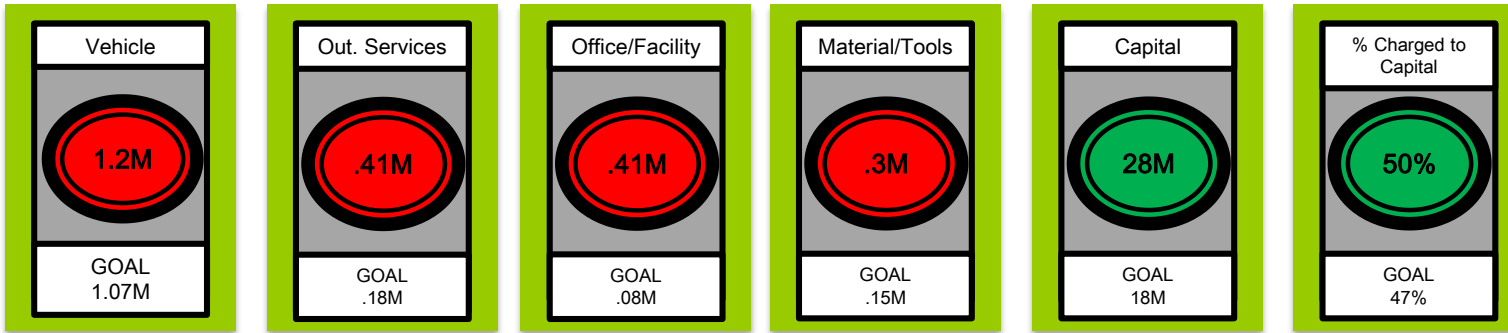 Vehicle
1.2M
GOAL
1.07M
Out. Services
.41M
GOAL
.18M
Office/Facility
.41M
GOAL
.08M
Material/Tools
.3M
GOAL
.15M
Capital
28M
GOAL
18M
% Charged to
Capital
50%
GOAL
47%